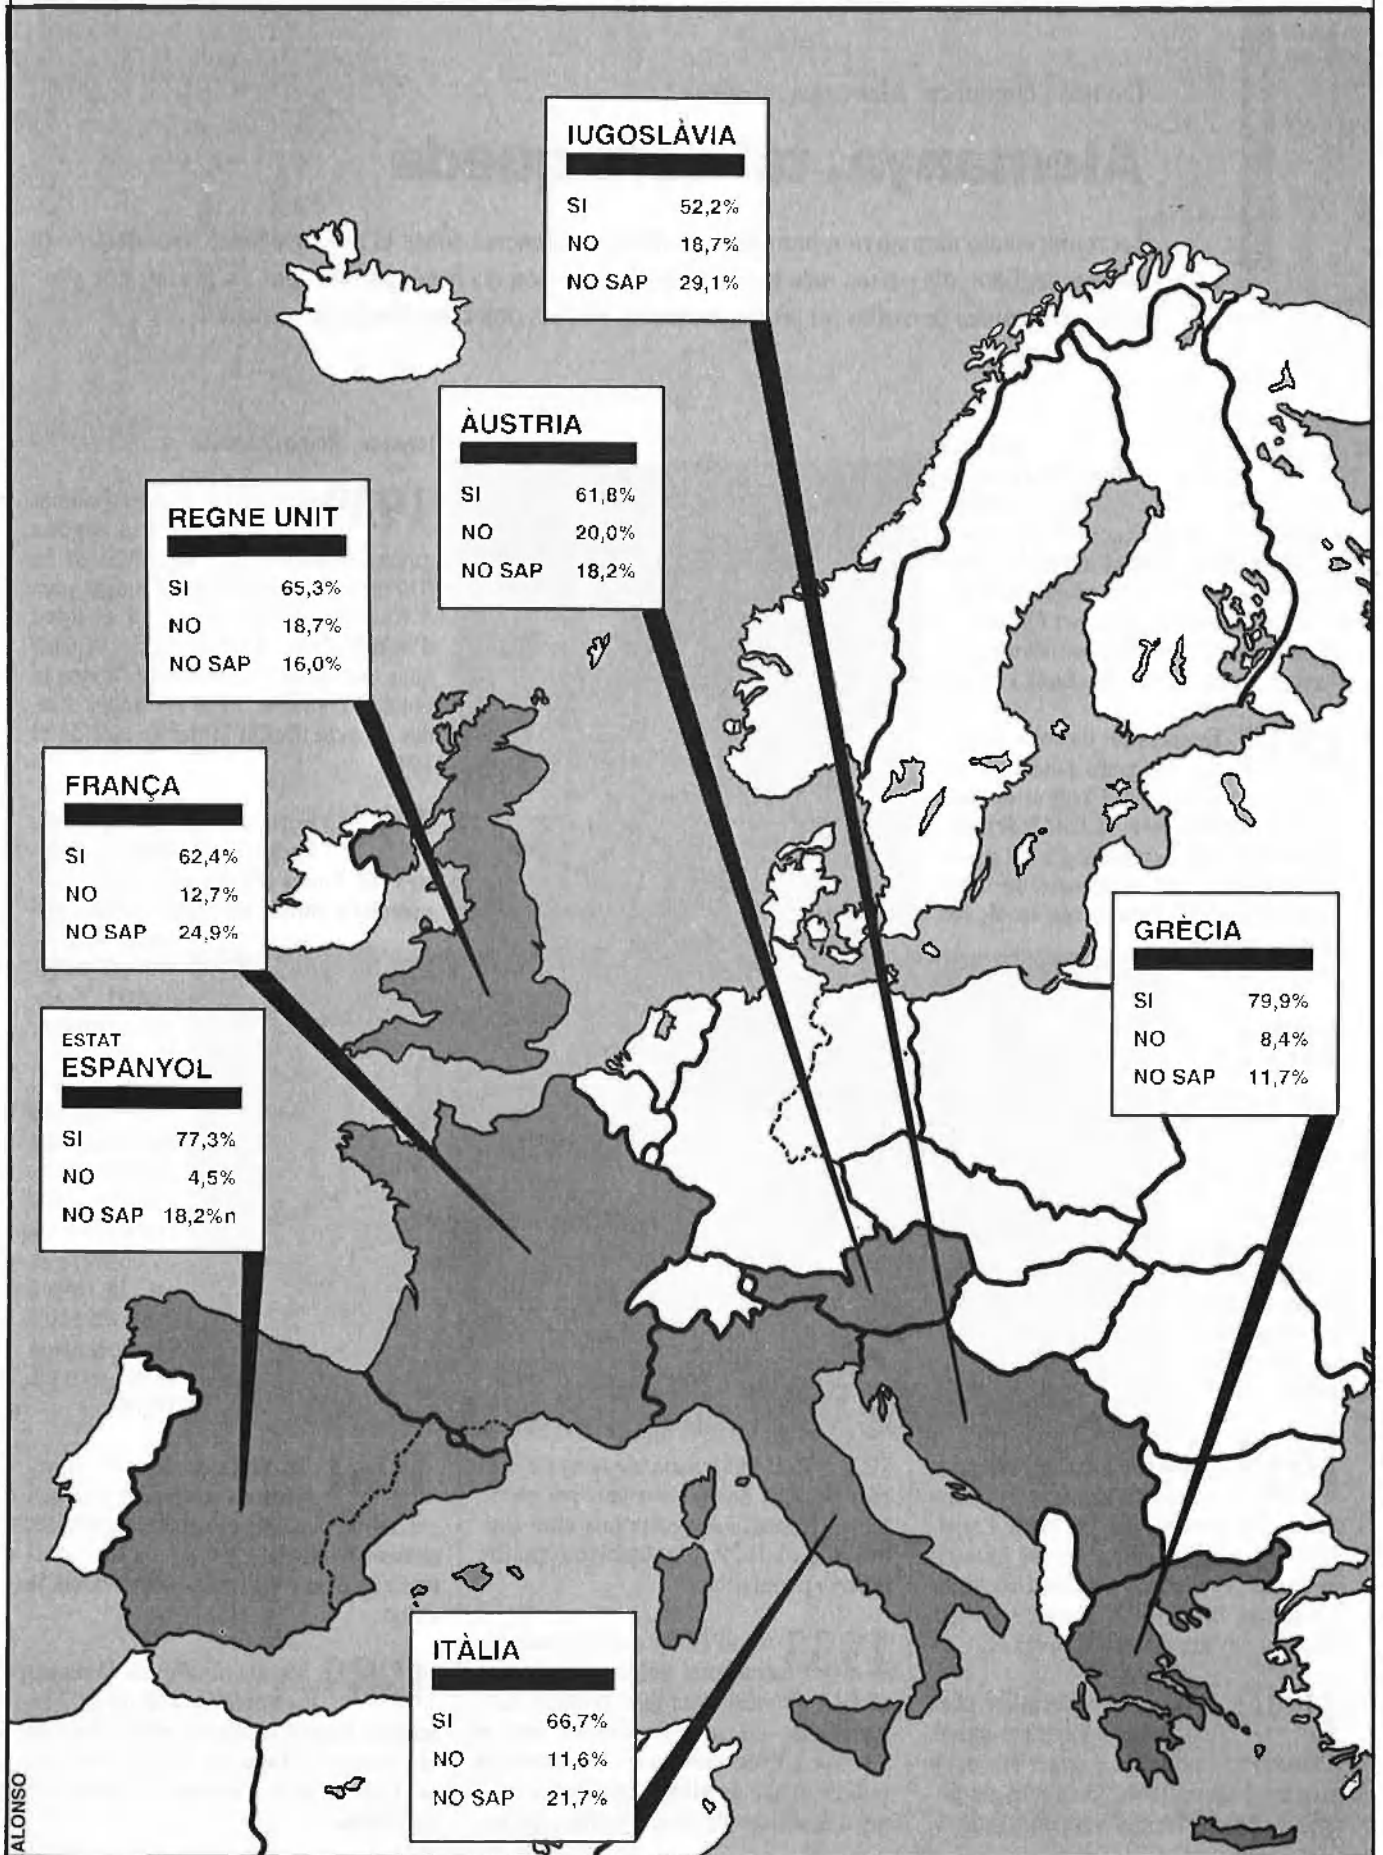 IUGOSLÀVIA
SI 52,2%
NO 18,7%
NO SAP 29,1%
ÀUSTRIA
SI 61,8%
NO 20,0%
NO SAP 18,2%
REGNE UNIT
SI 65,3%
NO 18,7%
NO SAP 16,0%
FRANÇA
SI 62,4%
NO 12,7%
NO SAP 24,9%
GRÈCIA
SI 79,9%
NO 8,4%
NO SAP 11,7%
ESTAT
ESPANYOL
SI 77,3%
NO 4,5%
NO SAP 18,2%n
ITÀLIA
SI 66,7%
NO 11,6%
NO SAP 21,7%
ALONSO